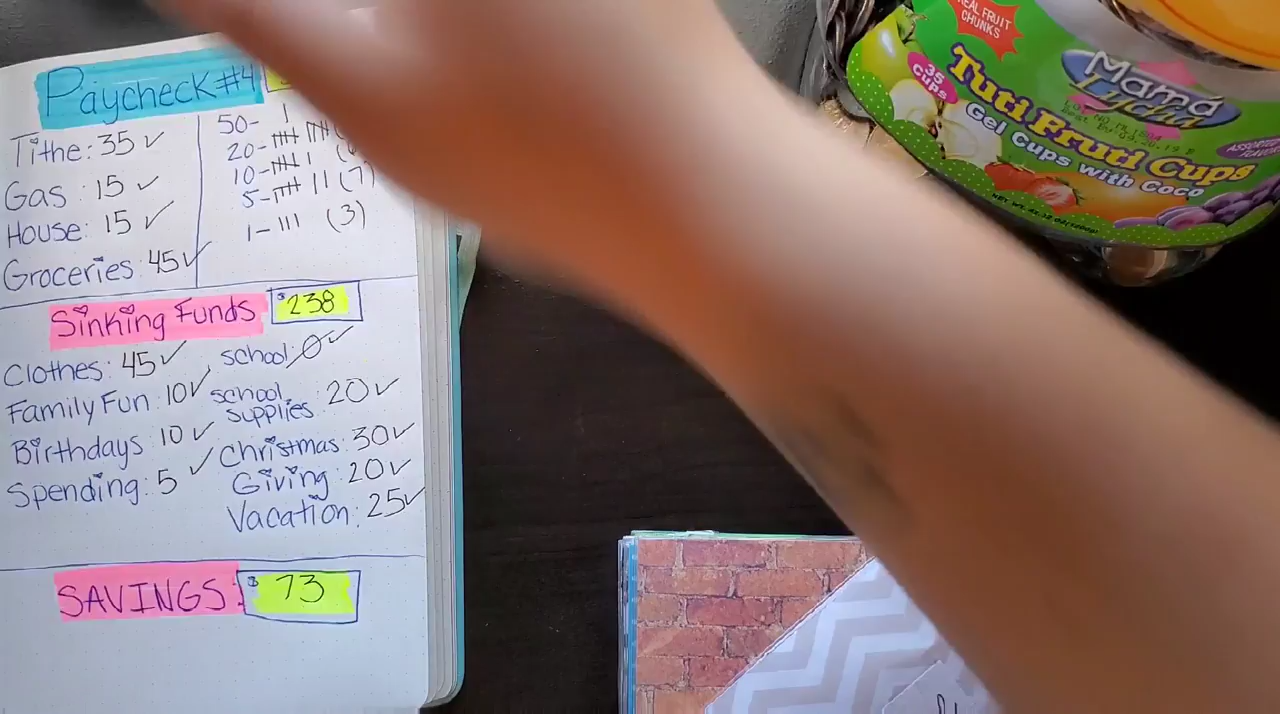 Paycheck #4
Tithe: 35 ✓
Gas: 15 ✓
House: 15 ✓
Groceries: 45 ✓
50-
20-
10-
5- (7)
1- (3)
Sinking Funds $238
Clothes: 45 ✓
Family Fun: 10 ✓
Birthdays: 10 ✓
Spending: 5 ✓
school: 0 ✓
school supplies: 20 ✓
Christmas: 30 ✓
Giving: 20 ✓
Vacation: 25 ✓
SAVINGS: $73
REAL FRUIT
CHUNKS
35
CUPS
Mama
Lycha
Tuti Fruti Cups
Gel Cups with Coco
ASSORTED